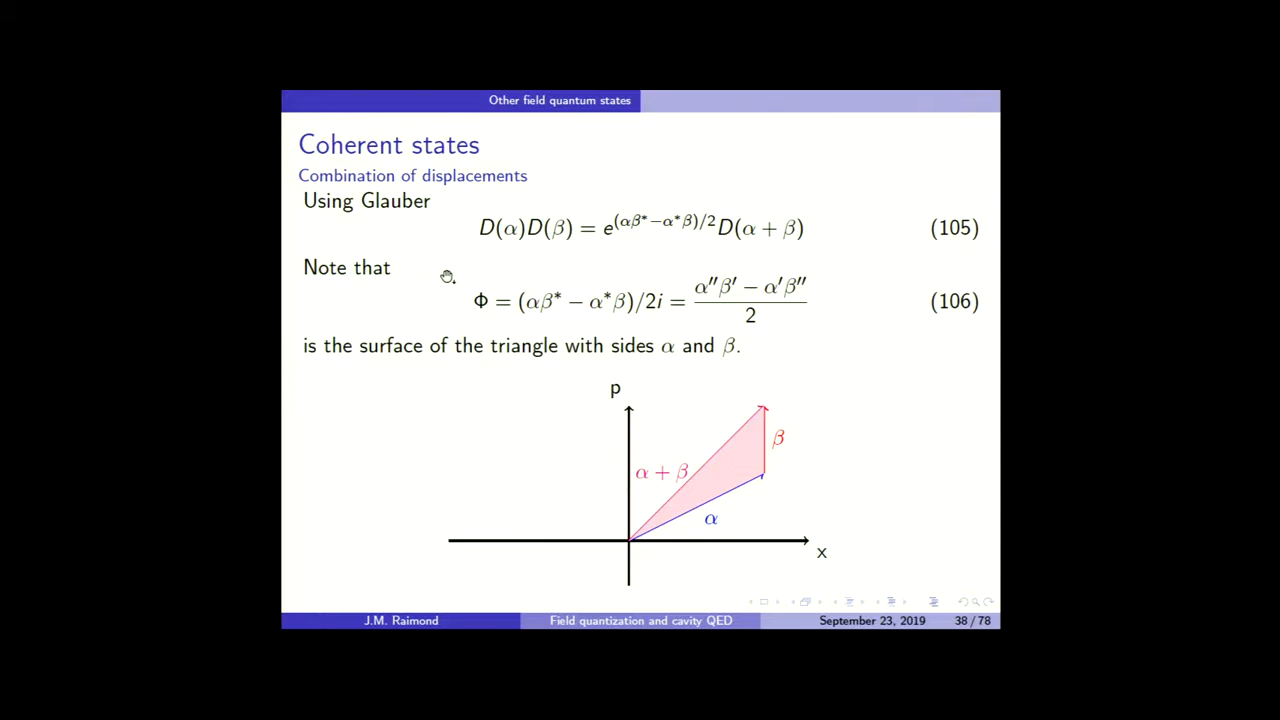 Other field quantum states
Coherent states
Combination of displacements
Using Glauber
D(α)D(β) = e^{(αβ* − α*β)/2} D(α + β) (105)
Note that
Φ = (αβ* − α*β)/2i = (α′′β′ − α′β′′)/2 (106)
is the surface of the triangle with sides α and β.
p
β
α + β
α
x
J.M. Raimond Field quantization and cavity QED September 23, 2019 38 / 78